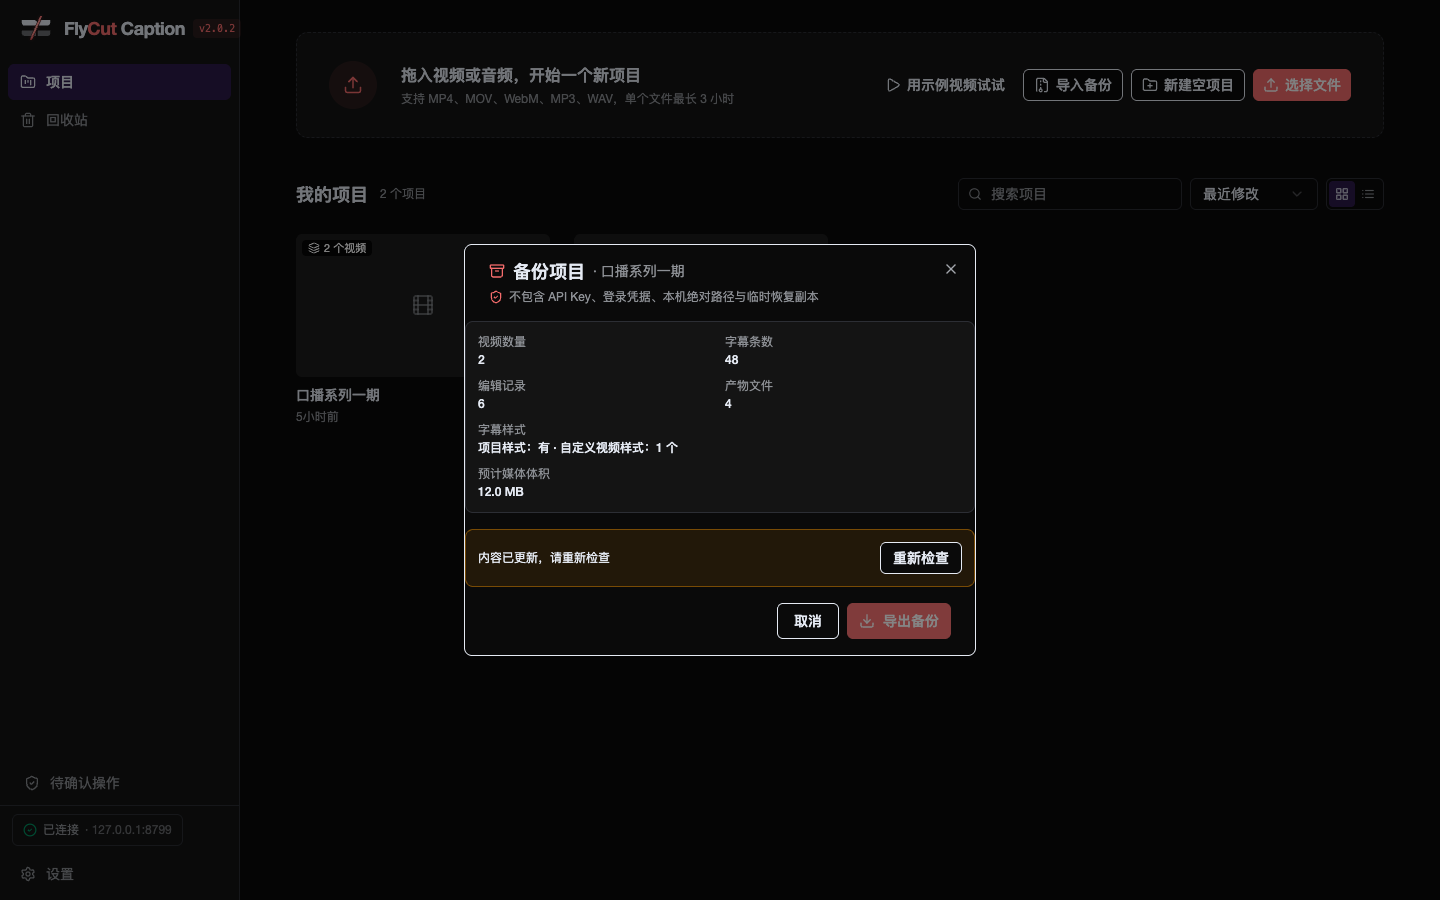 FlyCut Caption v2.0.2
项目
回收站
拖入视频或音频，开始一个新项目
支持 MP4、MOV、WebM、MP3、WAV，单个文件最长 3 小时
用示例视频试试
导入备份
新建空项目
选择文件
我的项目 2 个项目
搜索项目
最近修改
2 个视频
口播系列一期
5小时前
备份项目 · 口播系列一期
不包含 API Key、登录凭据、本机绝对路径与临时恢复副本
视频数量
2
字幕条数
48
编辑记录
6
产物文件
4
字幕样式
项目样式：有 · 自定义视频样式：1 个
预计媒体体积
12.0 MB
内容已更新，请重新检查
重新检查
取消
导出备份
待确认操作
已连接 · 127.0.0.1:8799
设置